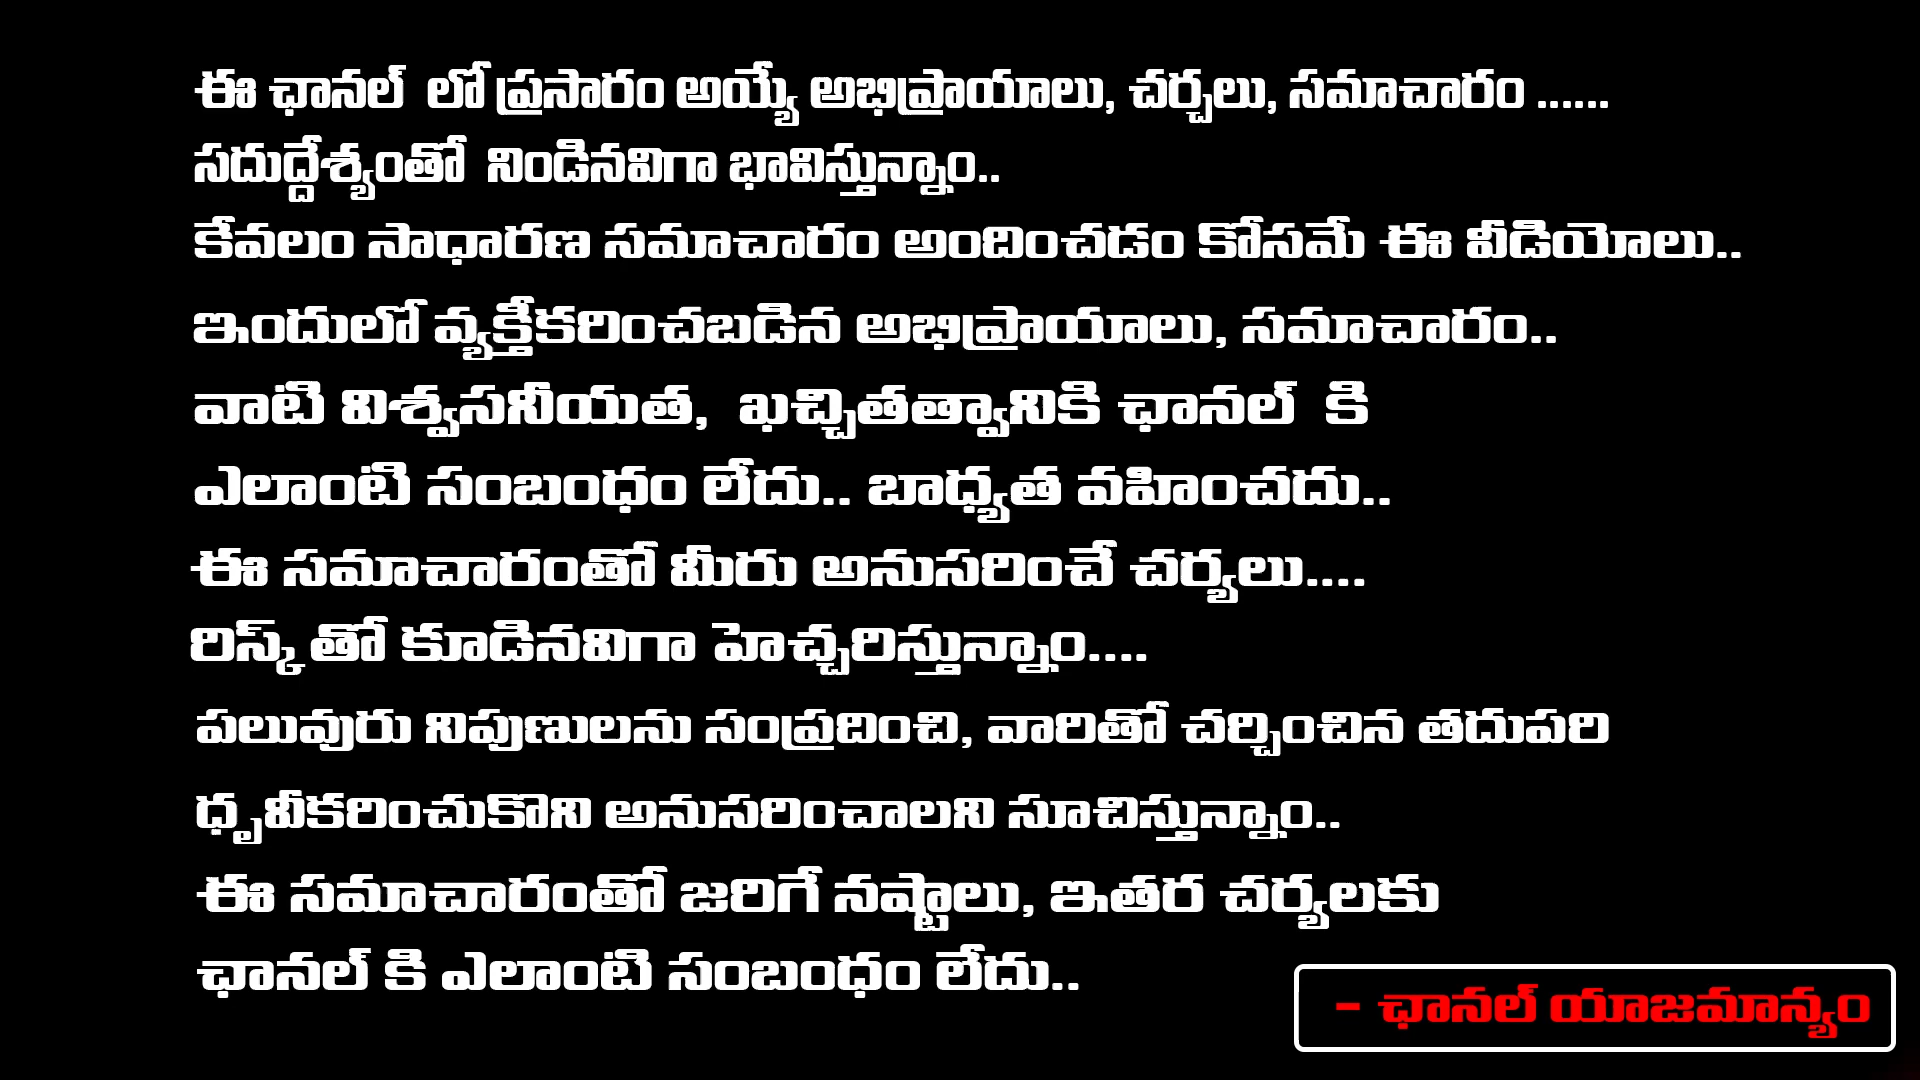 ఈ ఛానల్ లో ప్రసారం అయ్యే అభిప్రాయాలు, చర్చలు, సమాచారం ......
సదుద్దేశ్యంతో నిండినవిగా భావిస్తున్నాం..
కేవలం సాధారణ సమాచారం అందించడం కోసమే ఈ వీడియోలు..
ఇందులో వ్యక్తీకరించబడిన అభిప్రాయాలు, సమాచారం..
వాటి విశ్వసనీయత, ఖచ్చితత్వానికి ఛానల్ కి
ఎలాంటి సంబంధం లేదు.. బాధ్యత వహించదు..
ఈ సమాచారంతో మీరు అనుసరించే చర్యలు....
రిస్క్ తో కూడినవిగా హెచ్చరిస్తున్నాం....
పలువురు నిపుణులను సంప్రదించి, వారితో చర్చించిన తదుపరి
ధృవీకరించుకొని అనుసరించాలని సూచిస్తున్నాం..
ఈ సమాచారంతో జరిగే నష్టాలు, ఇతర చర్యలకు
ఛానల్ కి ఎలాంటి సంబంధం లేదు..
- ఛానల్ యాజమాన్యం